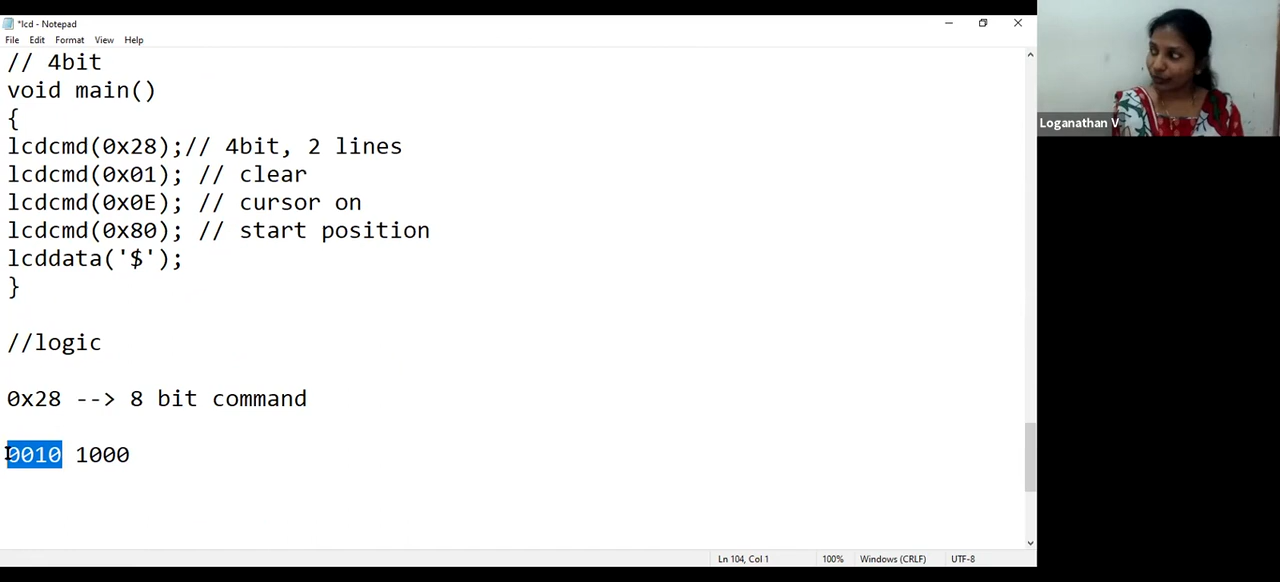 *lcd - Notepad
File Edit Format View Help
// 4bit
void main()
{
lcdcmd(0x28);// 4bit, 2 lines
lcdcmd(0x01); // clear
lcdcmd(0x0E); // cursor on
lcdcmd(0x80); // start position
lcddata('$');
}
//logic
0x28 --> 8 bit command
0010 1000
Ln 104, Col 1 100% Windows (CRLF) UTF-8
Loganathan V